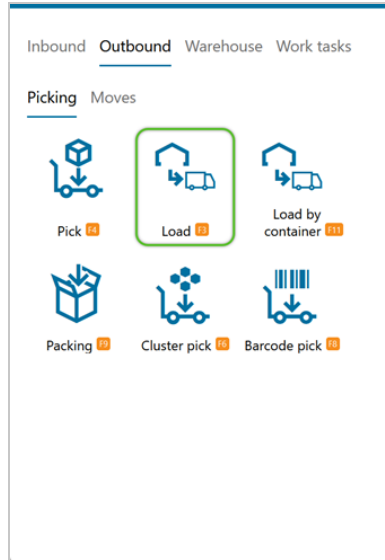 Inbound Outbound Warehouse Work tasks
Picking Moves
Pick F4
Load F3
Load by
container F11
Packing F9
Cluster pick F6
Barcode pick F8